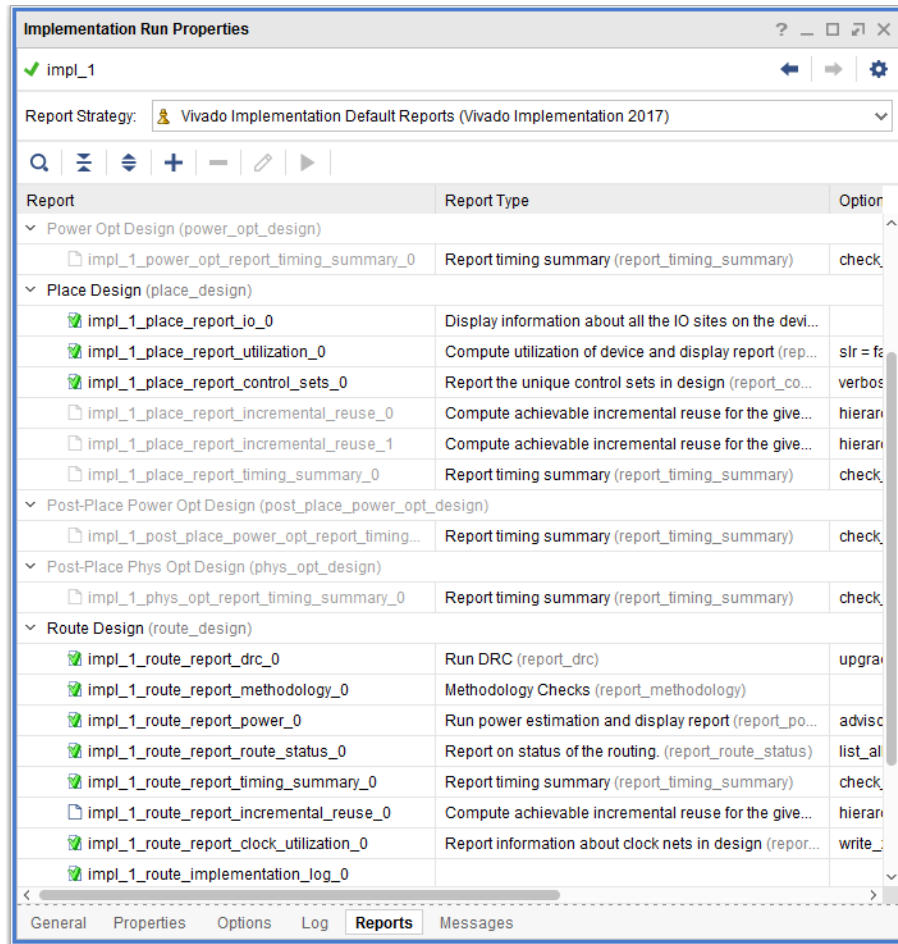 Implementation Run Properties
impl_1
Report Strategy: Vivado Implementation Default Reports (Vivado Implementation 2017)
Report Report Type Option
Power Opt Design (power_opt_design)
impl_1_power_opt_report_timing_summary_0 Report timing summary (report_timing_summary) check_
Place Design (place_design)
impl_1_place_report_io_0 Display information about all the IO sites on the devi...
impl_1_place_report_utilization_0 Compute utilization of device and display report (rep... slr = fa
impl_1_place_report_control_sets_0 Report the unique control sets in design (report_co... verbos
impl_1_place_report_incremental_reuse_0 Compute achievable incremental reuse for the give... hierar
impl_1_place_report_incremental_reuse_1 Compute achievable incremental reuse for the give... hierar
impl_1_place_report_timing_summary_0 Report timing summary (report_timing_summary) check_
Post-Place Power Opt Design (post_place_power_opt_design)
impl_1_post_place_power_opt_report_timing... Report timing summary (report_timing_summary) check_
Post-Place Phys Opt Design (phys_opt_design)
impl_1_phys_opt_report_timing_summary_0 Report timing summary (report_timing_summary) check_
Route Design (route_design)
impl_1_route_report_drc_0 Run DRC (report_drc) upgra
impl_1_route_report_methodology_0 Methodology Checks (report_methodology)
impl_1_route_report_power_0 Run power estimation and display report (report_po... advisc
impl_1_route_report_route_status_0 Report on status of the routing. (report_route_status) list_al
impl_1_route_report_timing_summary_0 Report timing summary (report_timing_summary) check_
impl_1_route_report_incremental_reuse_0 Compute achievable incremental reuse for the give... hierar
impl_1_route_report_clock_utilization_0 Report information about clock nets in design (repor... write_
impl_1_route_implementation_log_0
General Properties Options Log Reports Messages